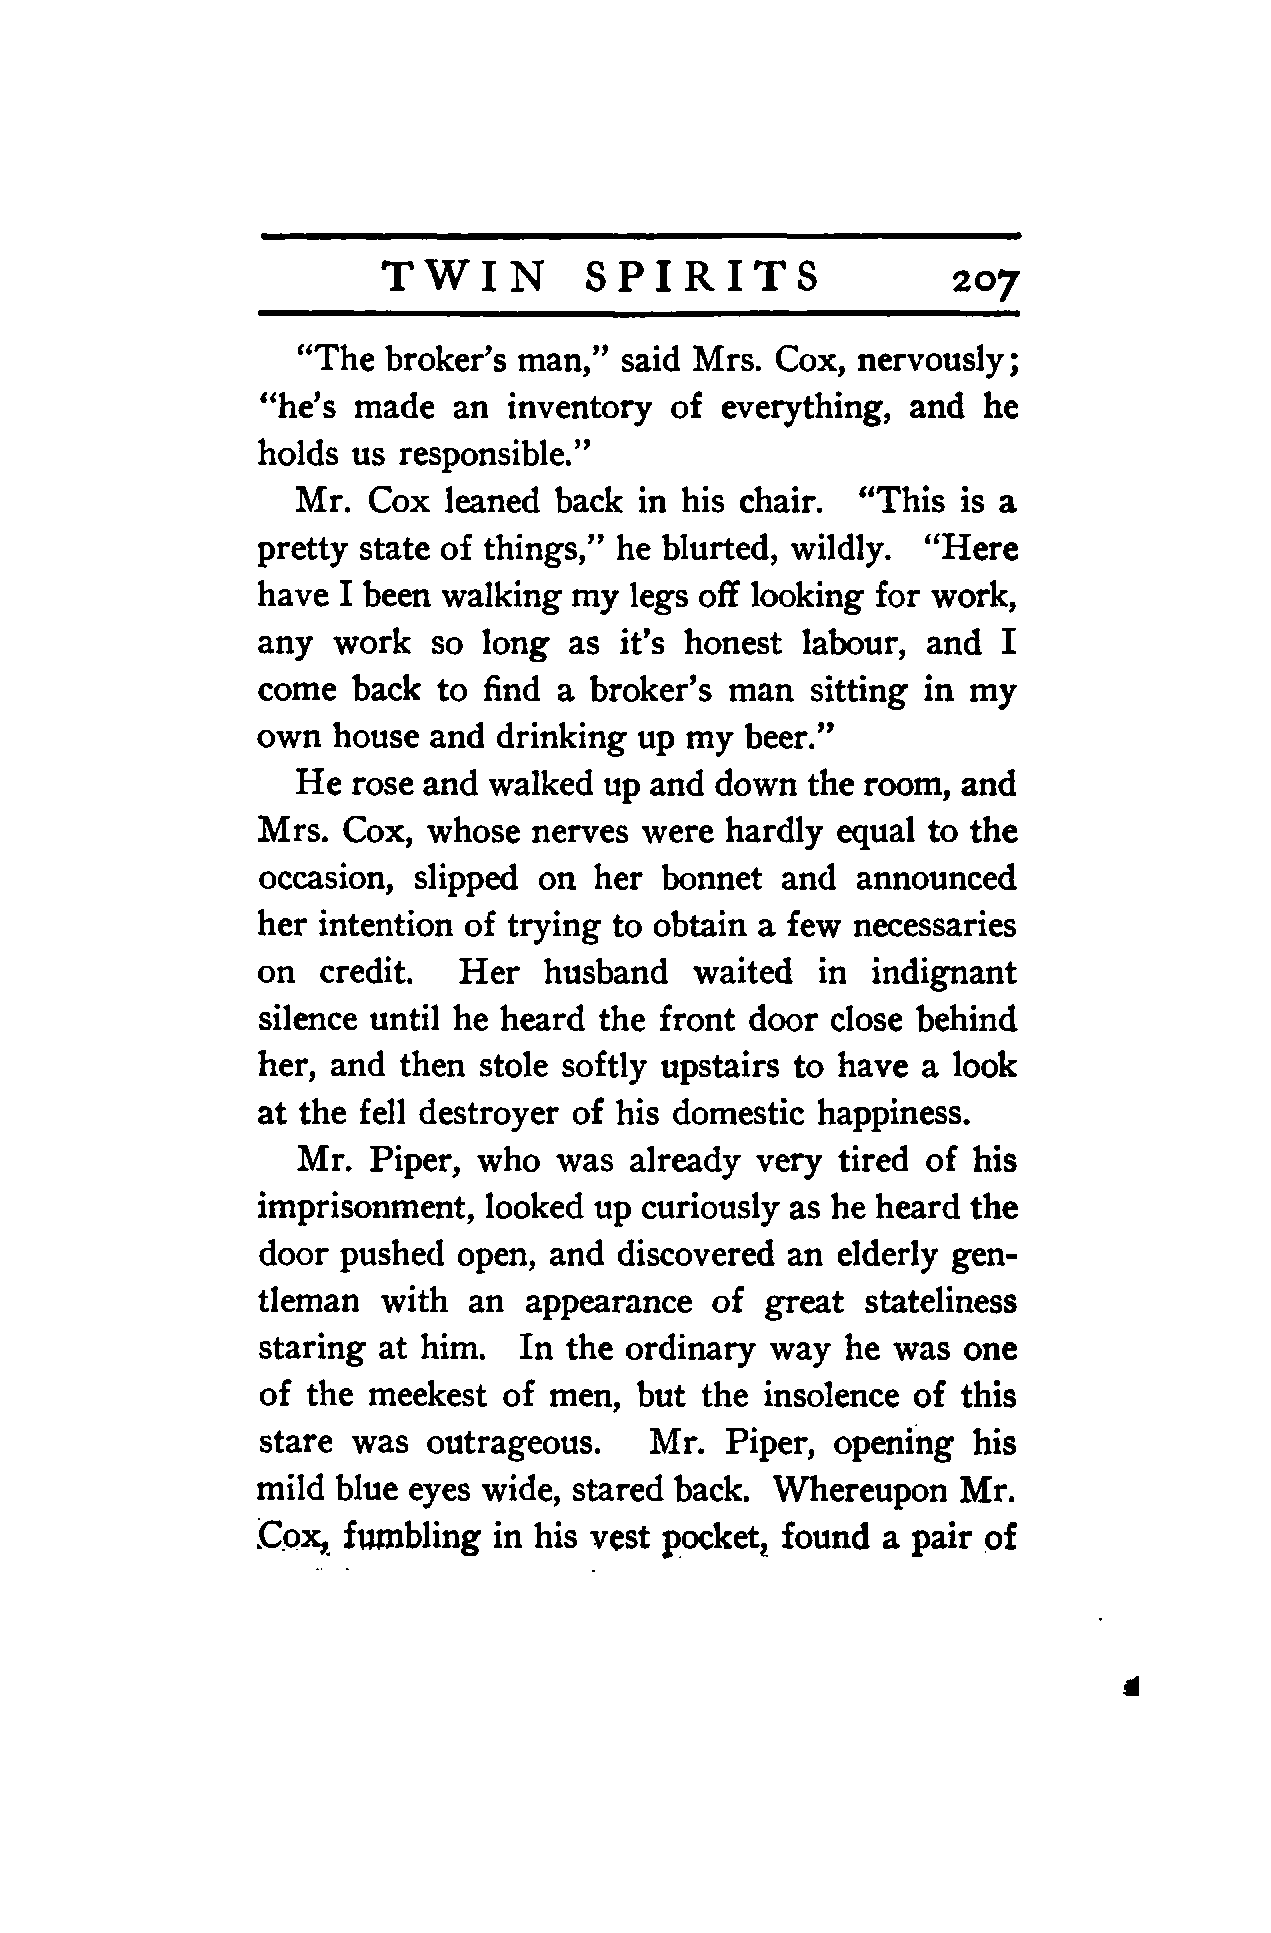 TWIN SPIRITS 207
“The broker’s man,” said Mrs. Cox, nervously;
“he’s made an inventory of everything, and he
holds us responsible.”
Mr. Cox leaned back in his chair. “This is a
pretty state of things,” he blurted, wildly. “Here
have I been walking my legs off looking for work,
any work so long as it’s honest labour, and I
come back to find a broker’s man sitting in my
own house and drinking up my beer.”
He rose and walked up and down the room, and
Mrs. Cox, whose nerves were hardly equal to the
occasion, slipped on her bonnet and announced
her intention of trying to obtain a few necessaries
on credit. Her husband waited in indignant
silence until he heard the front door close behind
her, and then stole softly upstairs to have a look
at the fell destroyer of his domestic happiness.
Mr. Piper, who was already very tired of his
imprisonment, looked up curiously as he heard the
door pushed open, and discovered an elderly gen-
tleman with an appearance of great stateliness
staring at him. In the ordinary way he was one
of the meekest of men, but the insolence of this
stare was outrageous. Mr. Piper, opening his
mild blue eyes wide, stared back. Whereupon Mr.
Cox, fumbling in his vest pocket, found a pair of